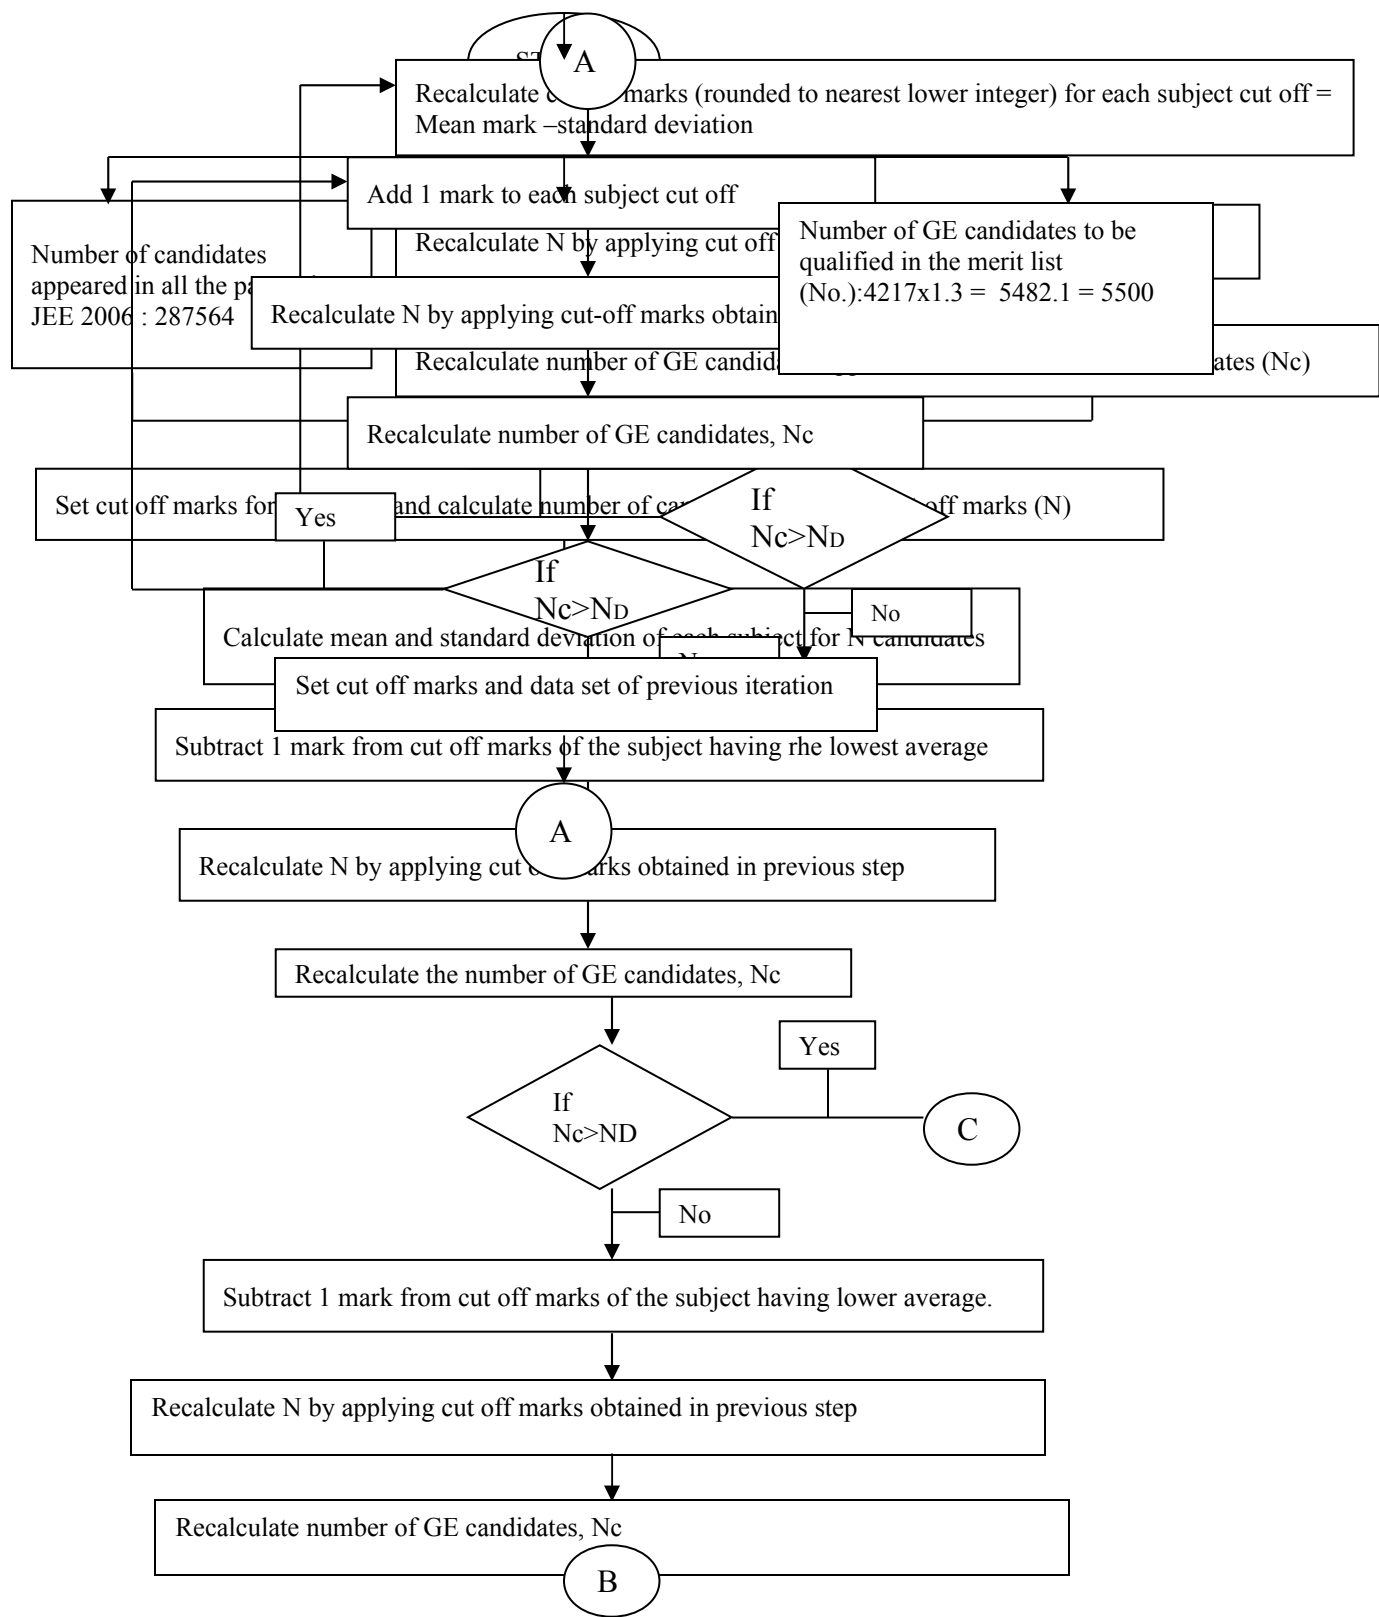 A
Recalculate marks (rounded to nearest lower integer) for each subject cut off =
Mean mark –standard deviation
Add 1 mark to each subject cut off
Number of candidates
appeared in all the
JEE 2006 : 287564
Recalculate N by applying cut off
Number of GE candidates to be
qualified in the merit list
(No.):4217x1.3 = 5482.1 = 5500
Recalculate N by applying cut-off marks
Recalculate number of GE (Nc)
Recalculate number of GE candidates, Nc
Set cut off marks for and calculate number of off marks (N)
Yes
If
Nc>ND
If
Nc>ND
No
Calculate mean and standard deviation of each subject for N candidates
Set cut off marks and data set of previous iteration
Subtract 1 mark from cut off marks of the subject having rhe lowest average
A
Recalculate N by applying cut marks obtained in previous step
Recalculate the number of GE candidates, Nc
Yes
If
Nc>ND
C
No
Subtract 1 mark from cut off marks of the subject having lower average.
Recalculate N by applying cut off marks obtained in previous step
Recalculate number of GE candidates, Nc
B